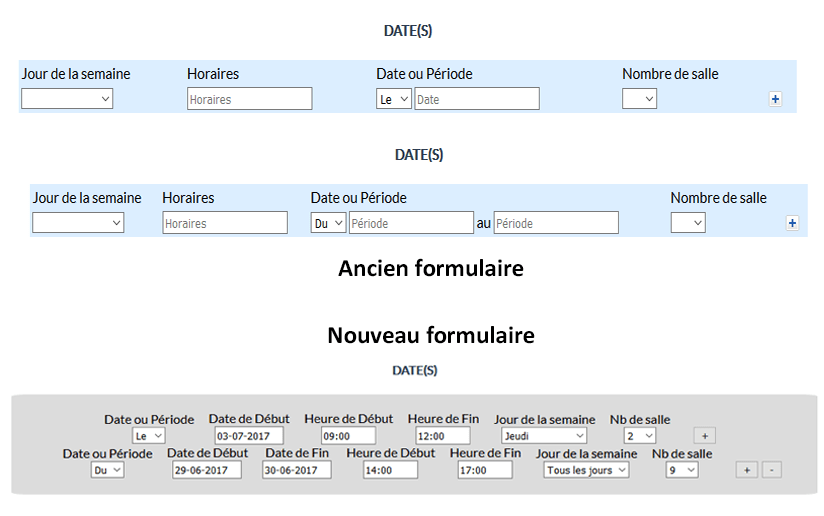 DATE(S)
Jour de la semaine Horaires Date ou Période Nombre de salle
Horaires Le Date +
DATE(S)
Jour de la semaine Horaires Date ou Période Nombre de salle
Horaires Du Période au Période +
Ancien formulaire
Nouveau formulaire
DATE(S)
Date ou Période Date de Début Heure de Début Heure de Fin Jour de la semaine Nb de salle
Le 03-07-2017 09:00 12:00 Jeudi 2 +
Date ou Période Date de Début Date de Fin Heure de Début Heure de Fin Jour de la semaine Nb de salle
Du 29-06-2017 30-06-2017 14:00 17:00 Tous les jours 9 + -